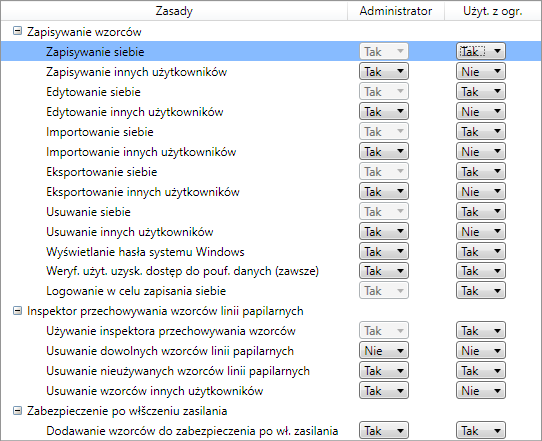 Zasady Administrator Użyt. z ogr.
Zapisywanie wzorców
Zapisywanie siebie Tak Tak
Zapisywanie innych użytkowników Tak Nie
Edytowanie siebie Tak Tak
Edytowanie innych użytkowników Tak Nie
Importowanie siebie Tak Tak
Importowanie innych użytkowników Tak Nie
Eksportowanie siebie Tak Tak
Eksportowanie innych użytkowników Tak Nie
Usuwanie siebie Tak Tak
Usuwanie innych użytkowników Tak Nie
Wyświetlanie hasła systemu Windows Tak Tak
Weryf. użyt. uzysk. dostęp do pouf. danych (zawsze) Tak Tak
Logowanie w celu zapisania siebie Tak Tak
Inspektor przechowywania wzorców linii papilarnych
Używanie inspektora przechowywania wzorców Tak Tak
Usuwanie dowolnych wzorców linii papilarnych Nie Nie
Usuwanie nieużywanych wzorców linii papilarnych Tak Tak
Usuwanie wzorców innych użytkowników Tak Nie
Zabezpieczenie po włśczeniu zasilania
Dodawanie wzorców do zabezpieczenia po wł. zasilania Tak Tak